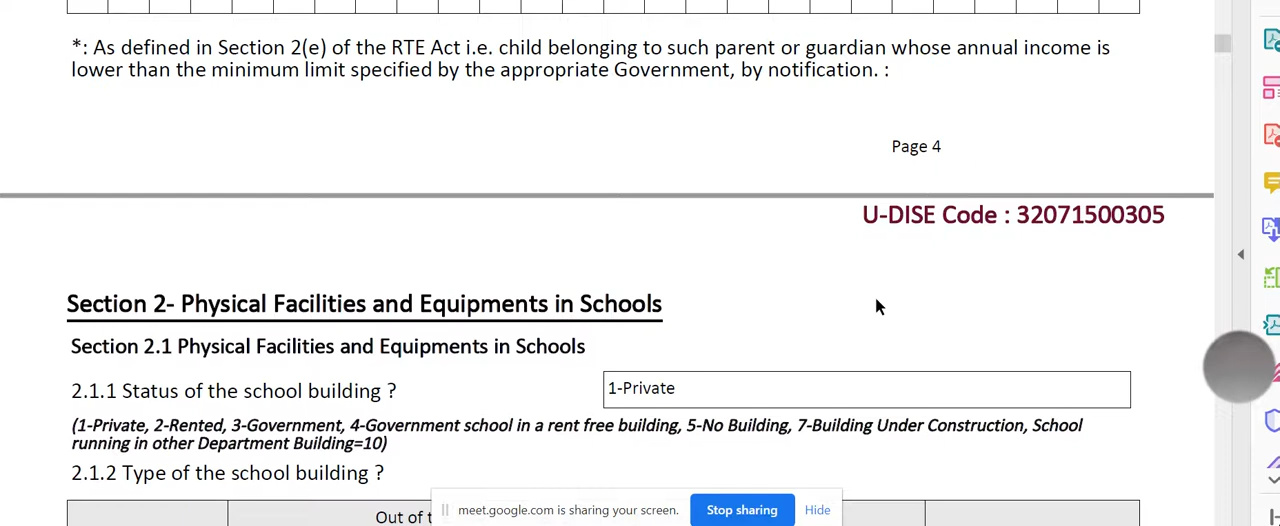 *: As defined in Section 2(e) of the RTE Act i.e. child belonging to such parent or guardian whose annual income is
lower than the minimum limit specified by the appropriate Government, by notification. :
Page 4
U-DISE Code : 32071500305
Section 2- Physical Facilities and Equipments in Schools
Section 2.1 Physical Facilities and Equipments in Schools
2.1.1 Status of the school building ?
1-Private
(1-Private, 2-Rented, 3-Government, 4-Government school in a rent free building, 5-No Building, 7-Building Under Construction, School
running in other Department Building=10)
2.1.2 Type of the school building ?
Out of
meet.google.com is sharing your screen.
Stop sharing
Hide